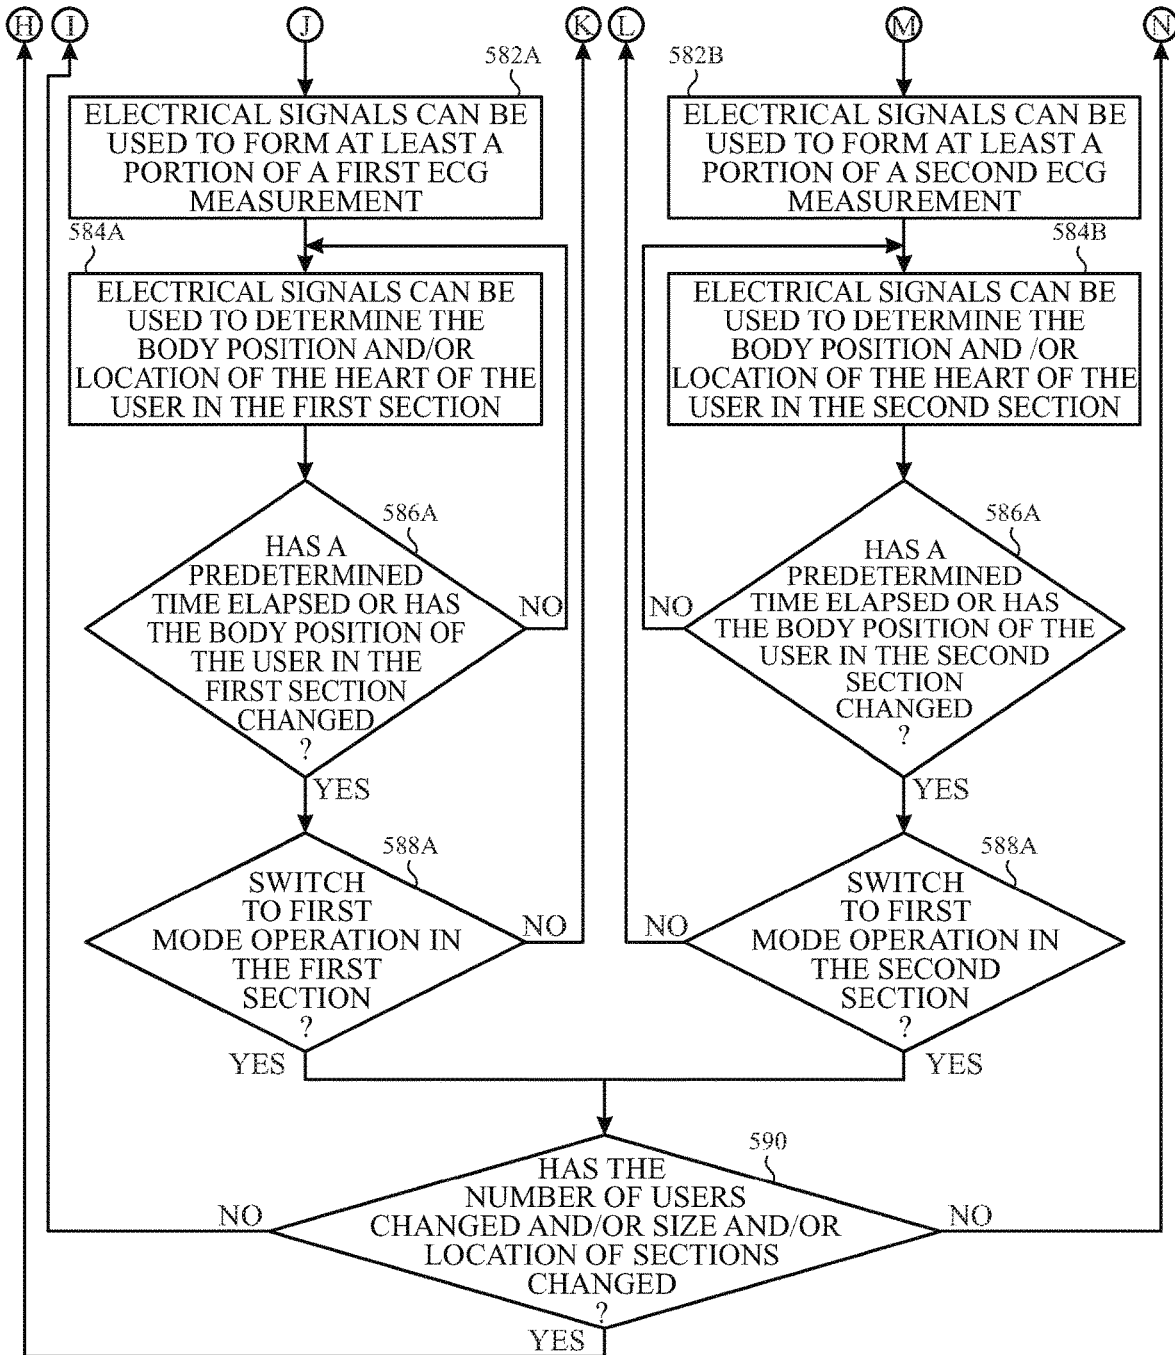 H I J K L M N
582A
ELECTRICAL SIGNALS CAN BE
USED TO FORM AT LEAST A
PORTION OF A FIRST ECG
MEASUREMENT
582B
ELECTRICAL SIGNALS CAN BE
USED TO FORM AT LEAST A
PORTION OF A SECOND ECG
MEASUREMENT
584A
ELECTRICAL SIGNALS CAN BE
USED TO DETERMINE THE
BODY POSITION AND/OR
LOCATION OF THE HEART OF THE
USER IN THE FIRST SECTION
584B
ELECTRICAL SIGNALS CAN BE
USED TO DETERMINE THE
BODY POSITION AND /OR
LOCATION OF THE HEART OF THE
USER IN THE SECOND SECTION
586A
HAS A
PREDETERMINED
TIME ELAPSED OR HAS
THE BODY POSITION OF
THE USER IN THE
FIRST SECTION
CHANGED
?
NO
YES
586A
HAS A
PREDETERMINED
TIME ELAPSED OR HAS
THE BODY POSITION OF THE
USER IN THE SECOND
SECTION
CHANGED
?
NO
YES
588A
SWITCH
TO FIRST
MODE OPERATION IN
THE FIRST
SECTION
?
NO
YES
588A
SWITCH
TO FIRST
MODE OPERATION IN
THE SECOND
SECTION
?
NO
YES
590
HAS THE
NUMBER OF USERS
CHANGED AND/OR SIZE AND/OR
LOCATION OF SECTIONS
CHANGED
?
NO
NO
YES